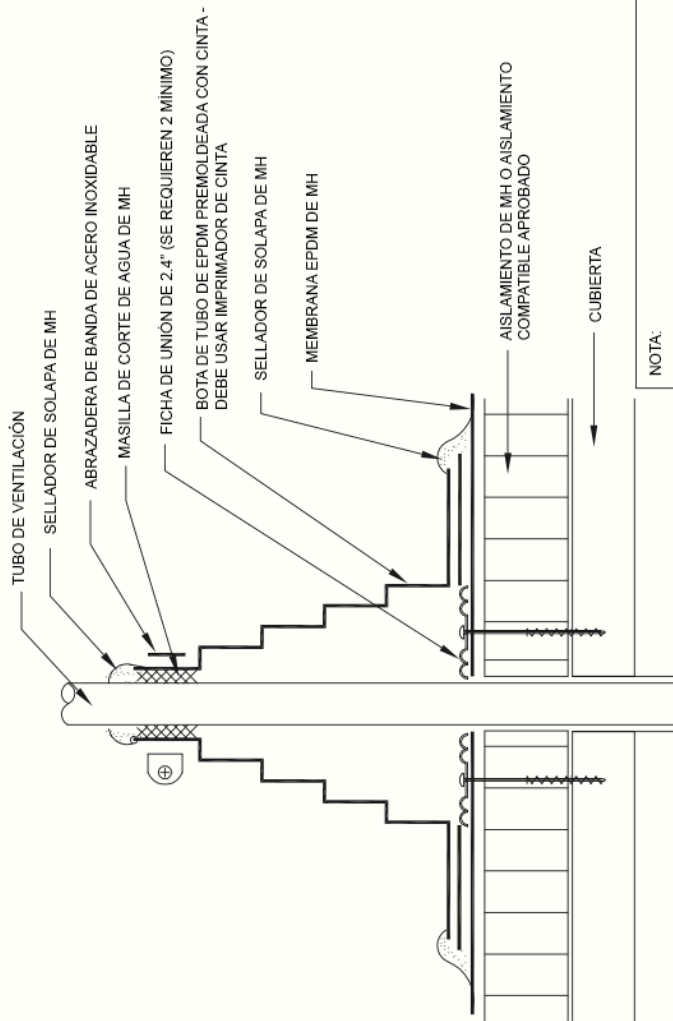 TUBO DE VENTILACIÓN
SELLADOR DE SOLAPA DE MH
ABRAZADERA DE BANDA DE ACERO INOXIDABLE
MASILLA DE CORTE DE AGUA DE MH
FICHA DE UNIÓN DE 2.4" (SE REQUIEREN 2 MÍNIMO)
BOTA DE TUBO DE EPDM PREMOLDEADA CON CINTA -
DEBE USAR IMPRIMADOR DE CINTA
SELLADOR DE SOLAPA DE MH
MEMBRANA EPDM DE MH
AISLAMIENTO DE MH O AISLAMIENTO
COMPATIBLE APROBADO
CUBIERTA
NOTA: